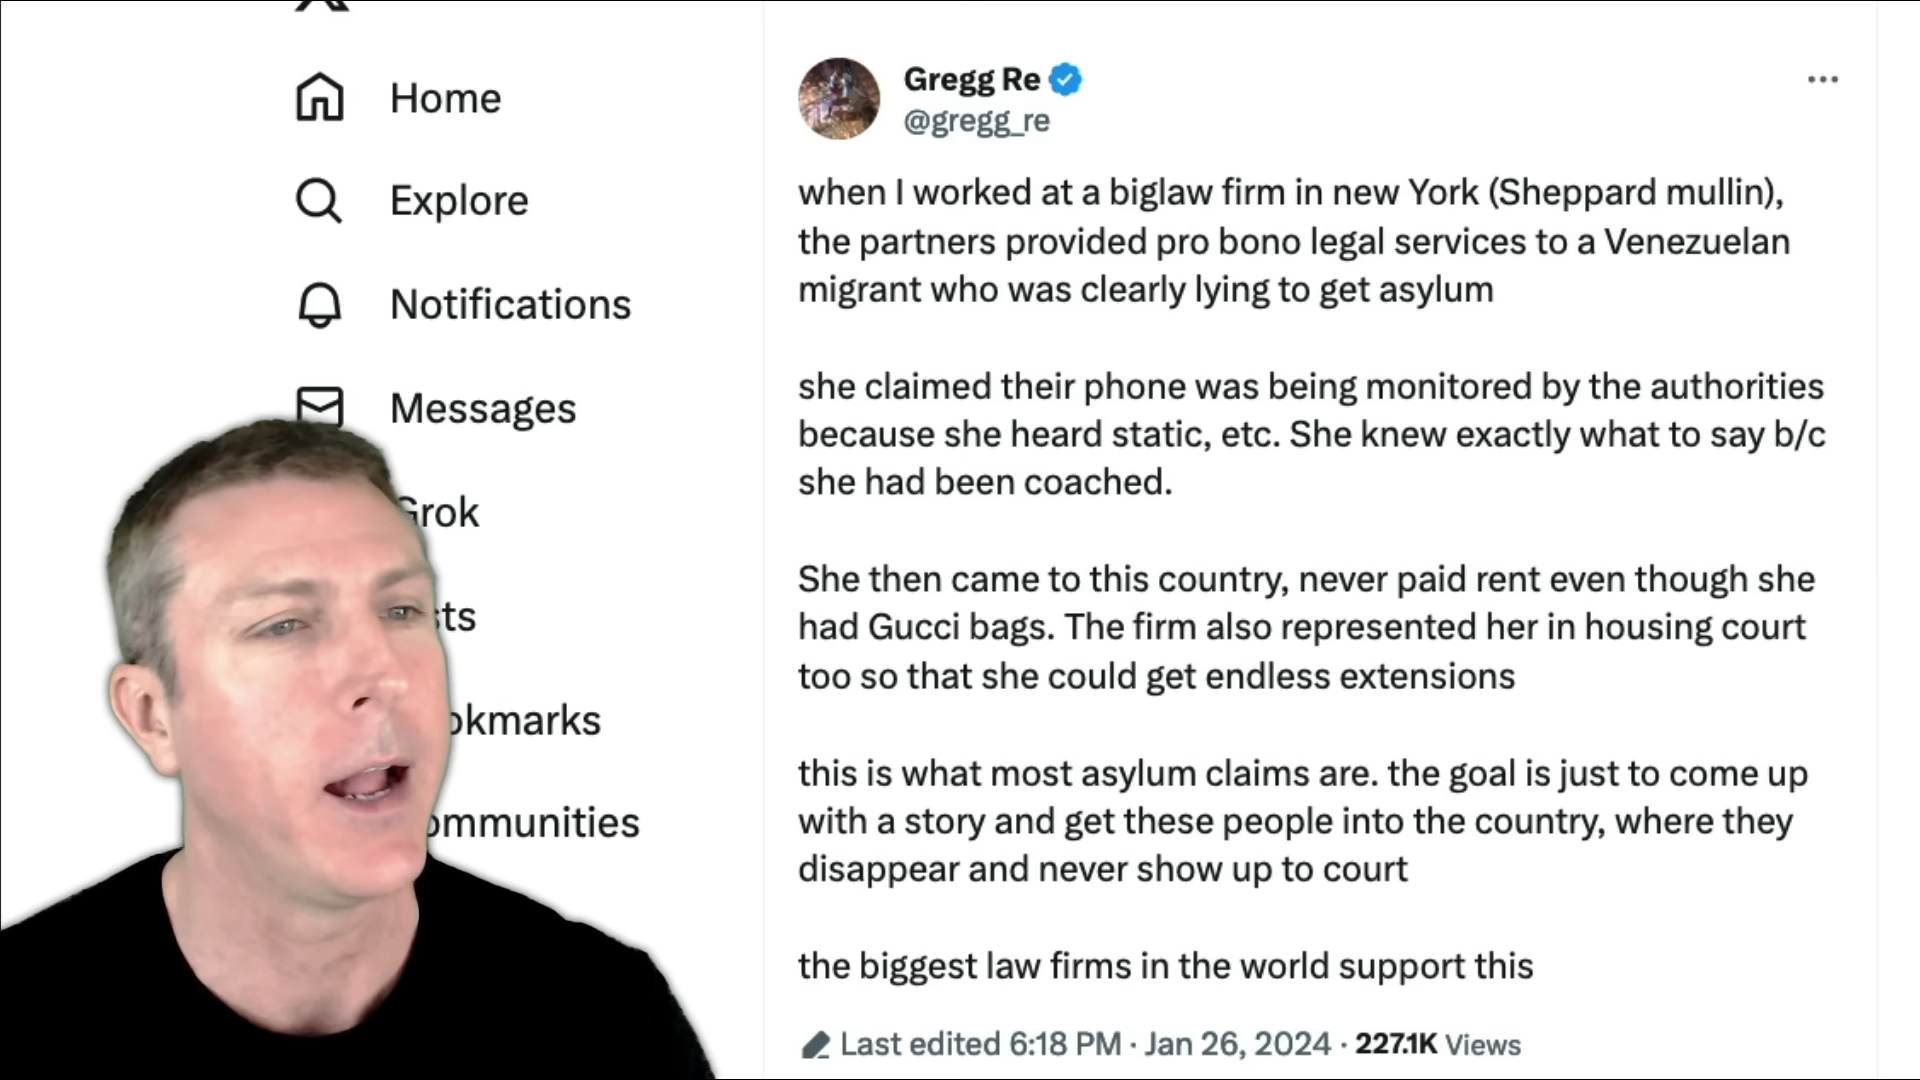 Home
Explore
Notifications
Messages
Grok
sts
okmarks
ommunities
Gregg Re
@gregg_re
when I worked at a biglaw firm in new York (Sheppard mullin),
the partners provided pro bono legal services to a Venezuelan
migrant who was clearly lying to get asylum
she claimed their phone was being monitored by the authorities
because she heard static, etc. She knew exactly what to say b/c
she had been coached.
She then came to this country, never paid rent even though she
had Gucci bags. The firm also represented her in housing court
too so that she could get endless extensions
this is what most asylum claims are. the goal is just to come up
with a story and get these people into the country, where they
disappear and never show up to court
the biggest law firms in the world support this
Last edited 6:18 PM · Jan 26, 2024 · 227.1K Views